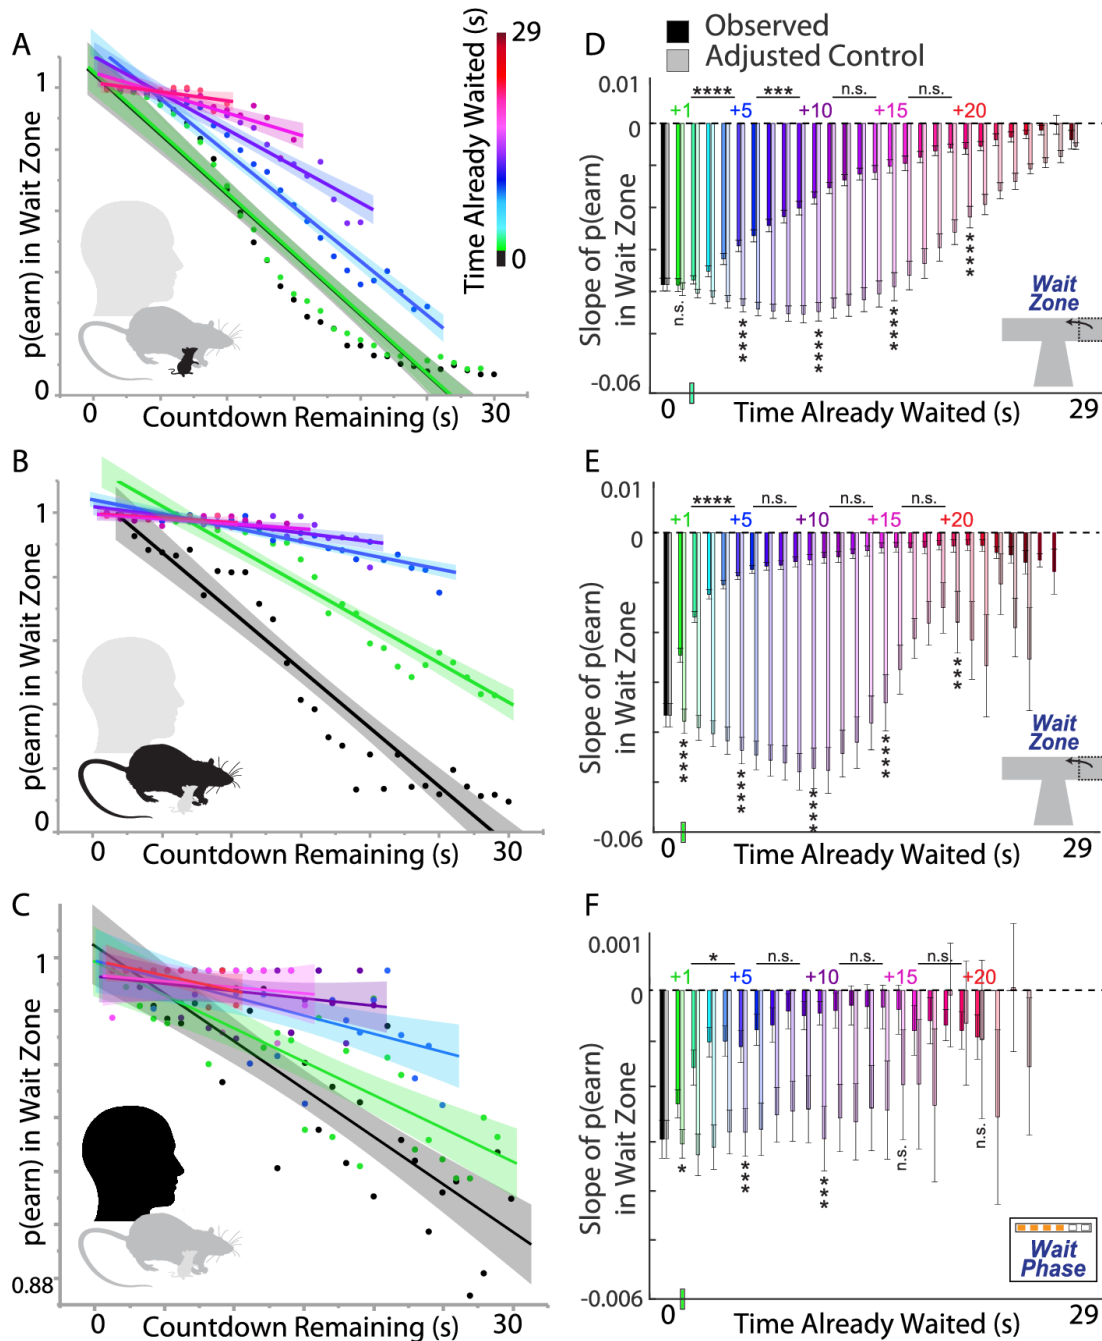 A
1
0
p(earn) in Wait Zone
0
30
Countdown Remaining (s)
Time Already Waited (s)
29
0
Observed
Adjusted Control
D
0.01
0
-0.06
Slope of p(earn)
in Wait Zone
**** *** n.s. n.s.
+1 +5 +10 +15 +20
n.s. **** **** **** ****
Wait
Zone
0 Time Already Waited (s) 29
B
1
0
p(earn) in Wait Zone
0
30
Countdown Remaining (s)
E
0.01
0
-0.06
Slope of p(earn)
in Wait Zone
**** n.s. n.s. n.s.
+1 +5 +10 +15 +20
**** **** **** **** ***
Wait
Zone
0 Time Already Waited (s) 29
C
1
0.88
p(earn) in Wait Zone
0
30
Countdown Remaining (s)
F
0.001
0
-0.006
Slope of p(earn)
in Wait Zone
* n.s. n.s. n.s.
+1 +5 +10 +15 +20
* *** *** n.s. n.s.
Wait
Phase
0 Time Already Waited (s) 29